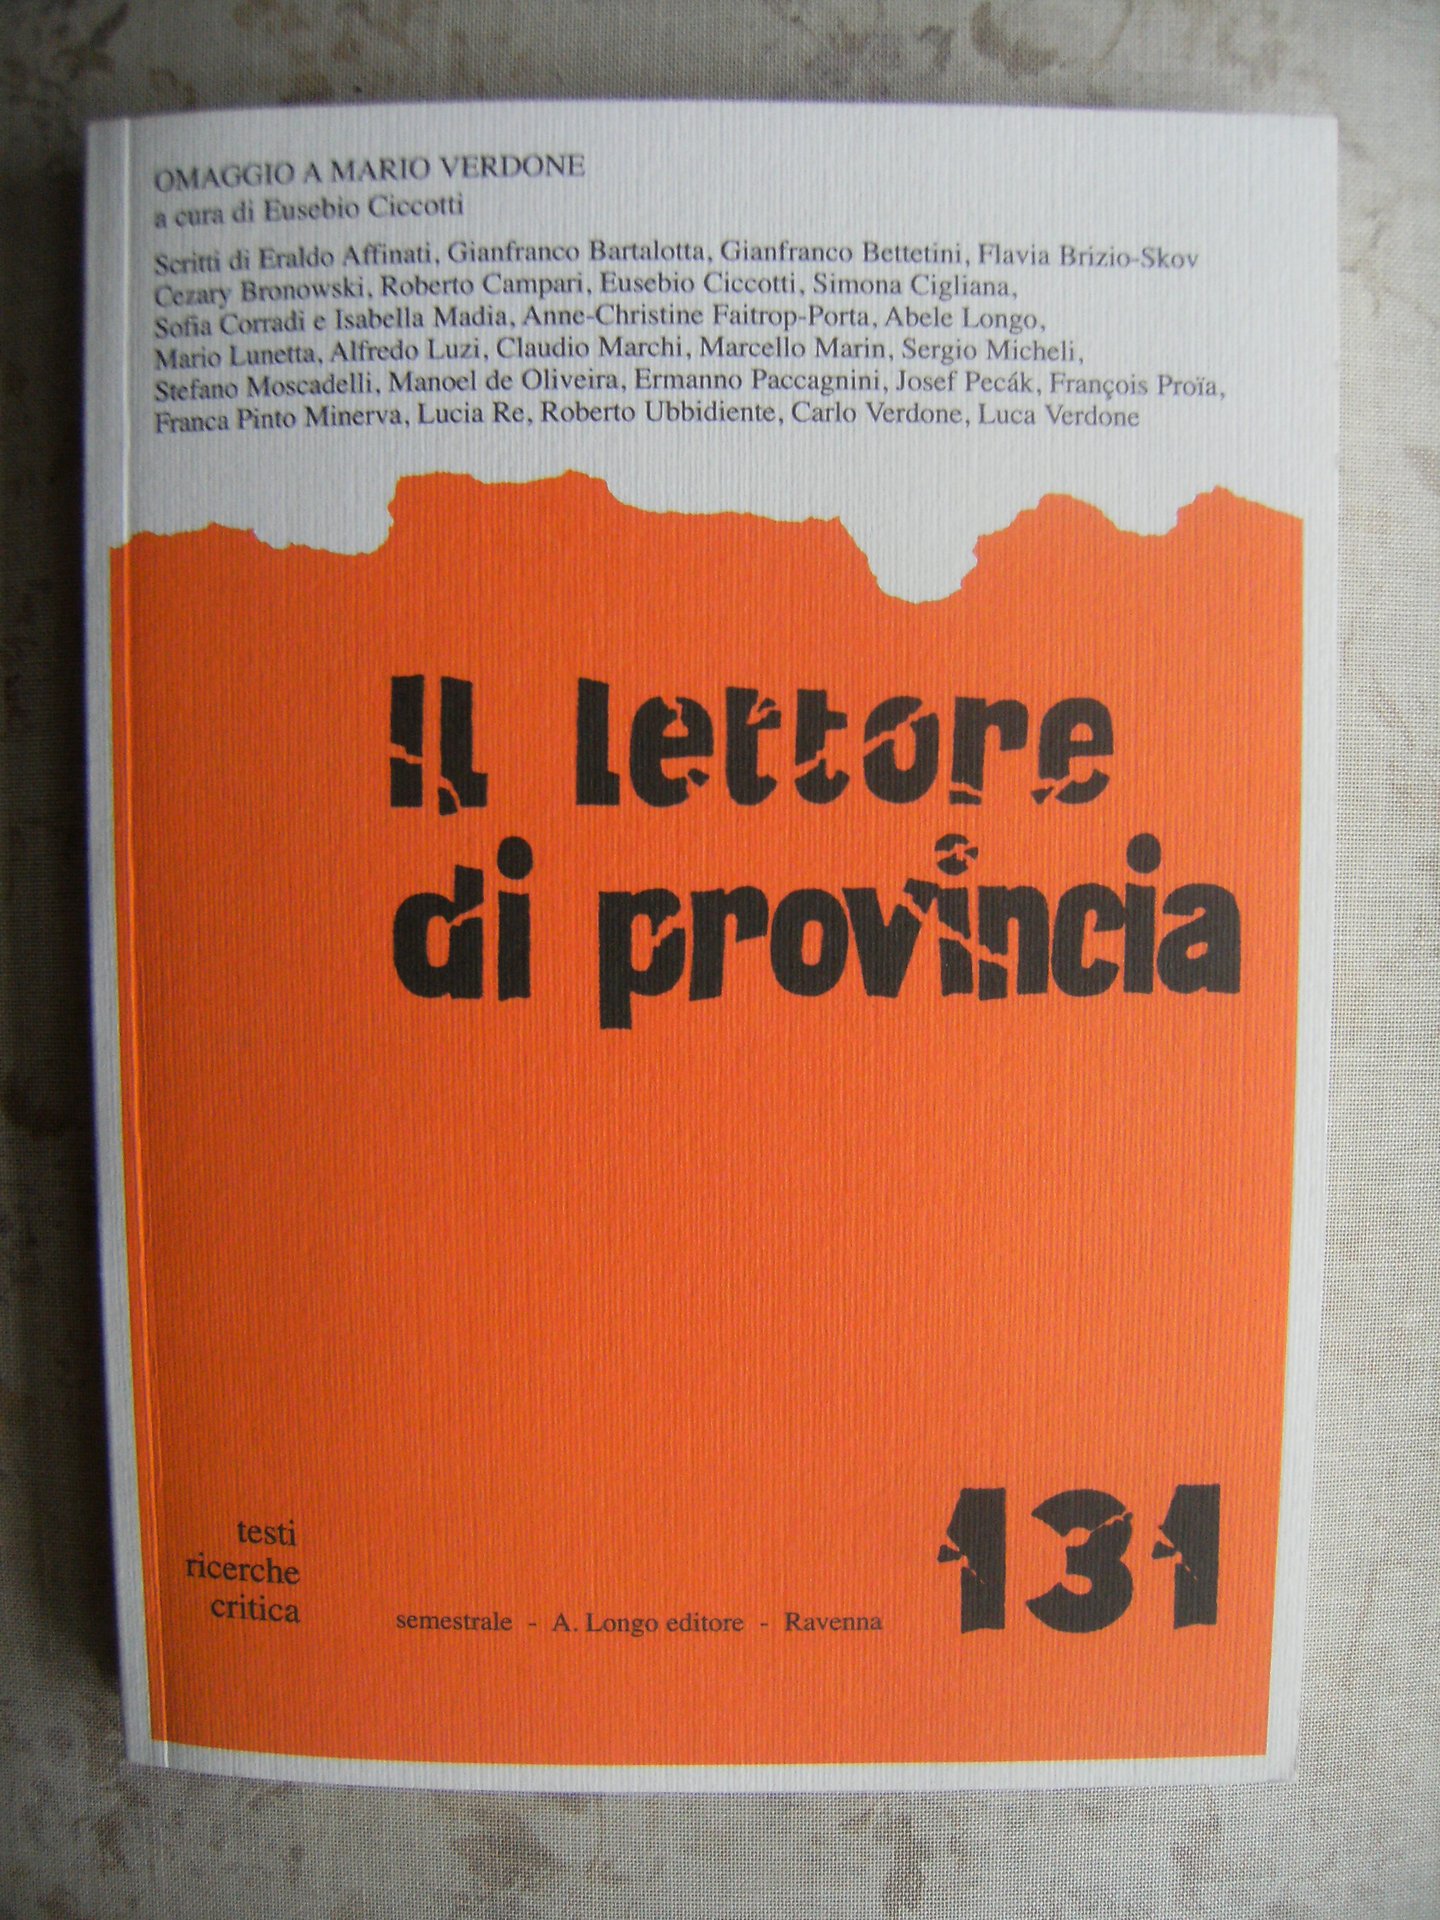 OMAGGIO A MARIO VERDONE
a cura di Eusebio Ciccotti
Scritti di Eraldo Affinati, Gianfranco Bartalotta, Gianfranco Bettetini, Flavia Brizio-Skov
Cezary Bronowski, Roberto Campari, Eusebio Ciccotti, Simona Cigliana,
Sofia Corradi e Isabella Madia, Anne-Christine Faitrop-Porta, Abele Longo,
Mario Lunetta, Alfredo Luzi, Claudio Marchi, Marcello Marin, Sergio Micheli,
Stefano Moscadelli, Manoel de Oliveira, Ermanno Paccagnini, Josef Pecák, François Proïa,
Franca Pinto Minerva, Lucia Re, Roberto Ubbidiente, Carlo Verdone, Luca Verdone
Il lettore
di provincia
testi
ricerche
critica
semestrale - A. Longo editore - Ravenna
131